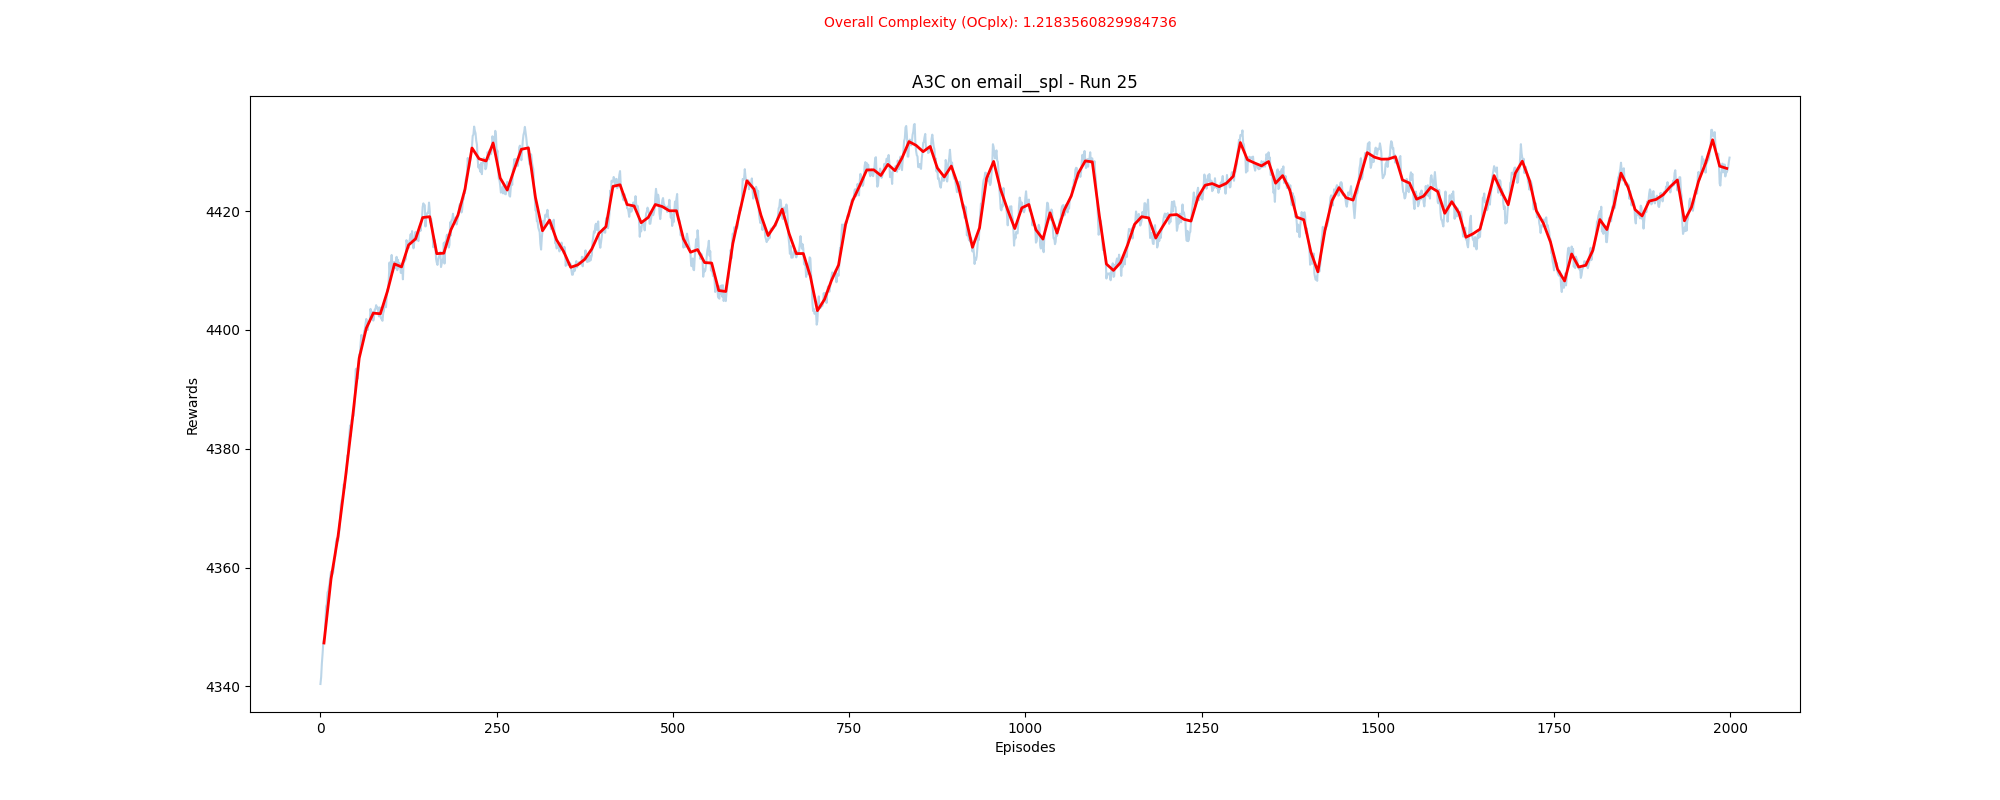 Overall Complexity (OCplx): 1.2183560829984736
A3C on email__spl - Run 25
Rewards
4420
4400
4380
4360
4340
0 250 500 750 1000 1250 1500 1750 2000
Episodes